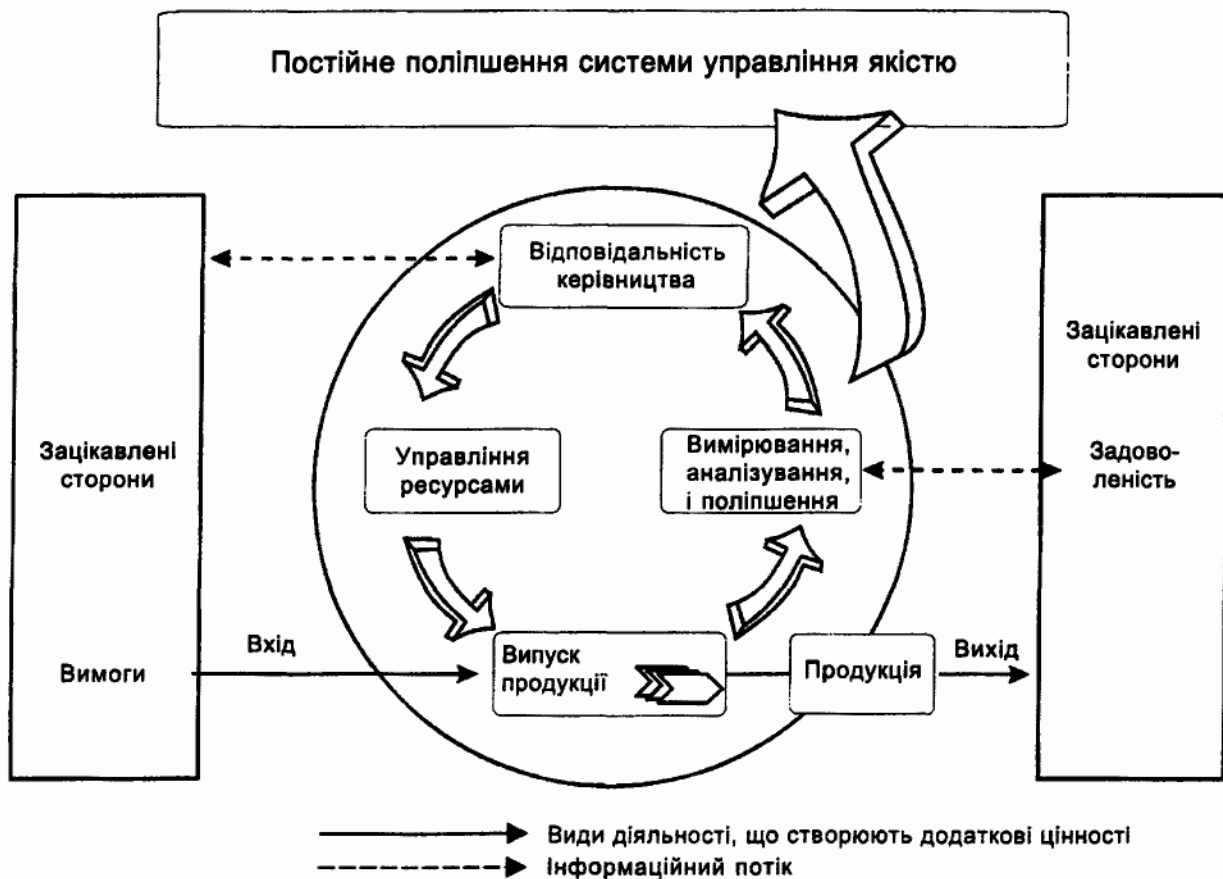 Постійне поліпшення системи управління якістю
Відповідальність
керівництва
Зацікавлені
сторони
Зацікавлені
сторони
Управління
ресурсами
Вимірювання,
аналізування,
і поліпшення
Задово-
леність
Вимоги
Вхід
Випуск
продукції
Продукція
Вихід
Види діяльності, що створюють додаткові цінності
Інформаційний потік